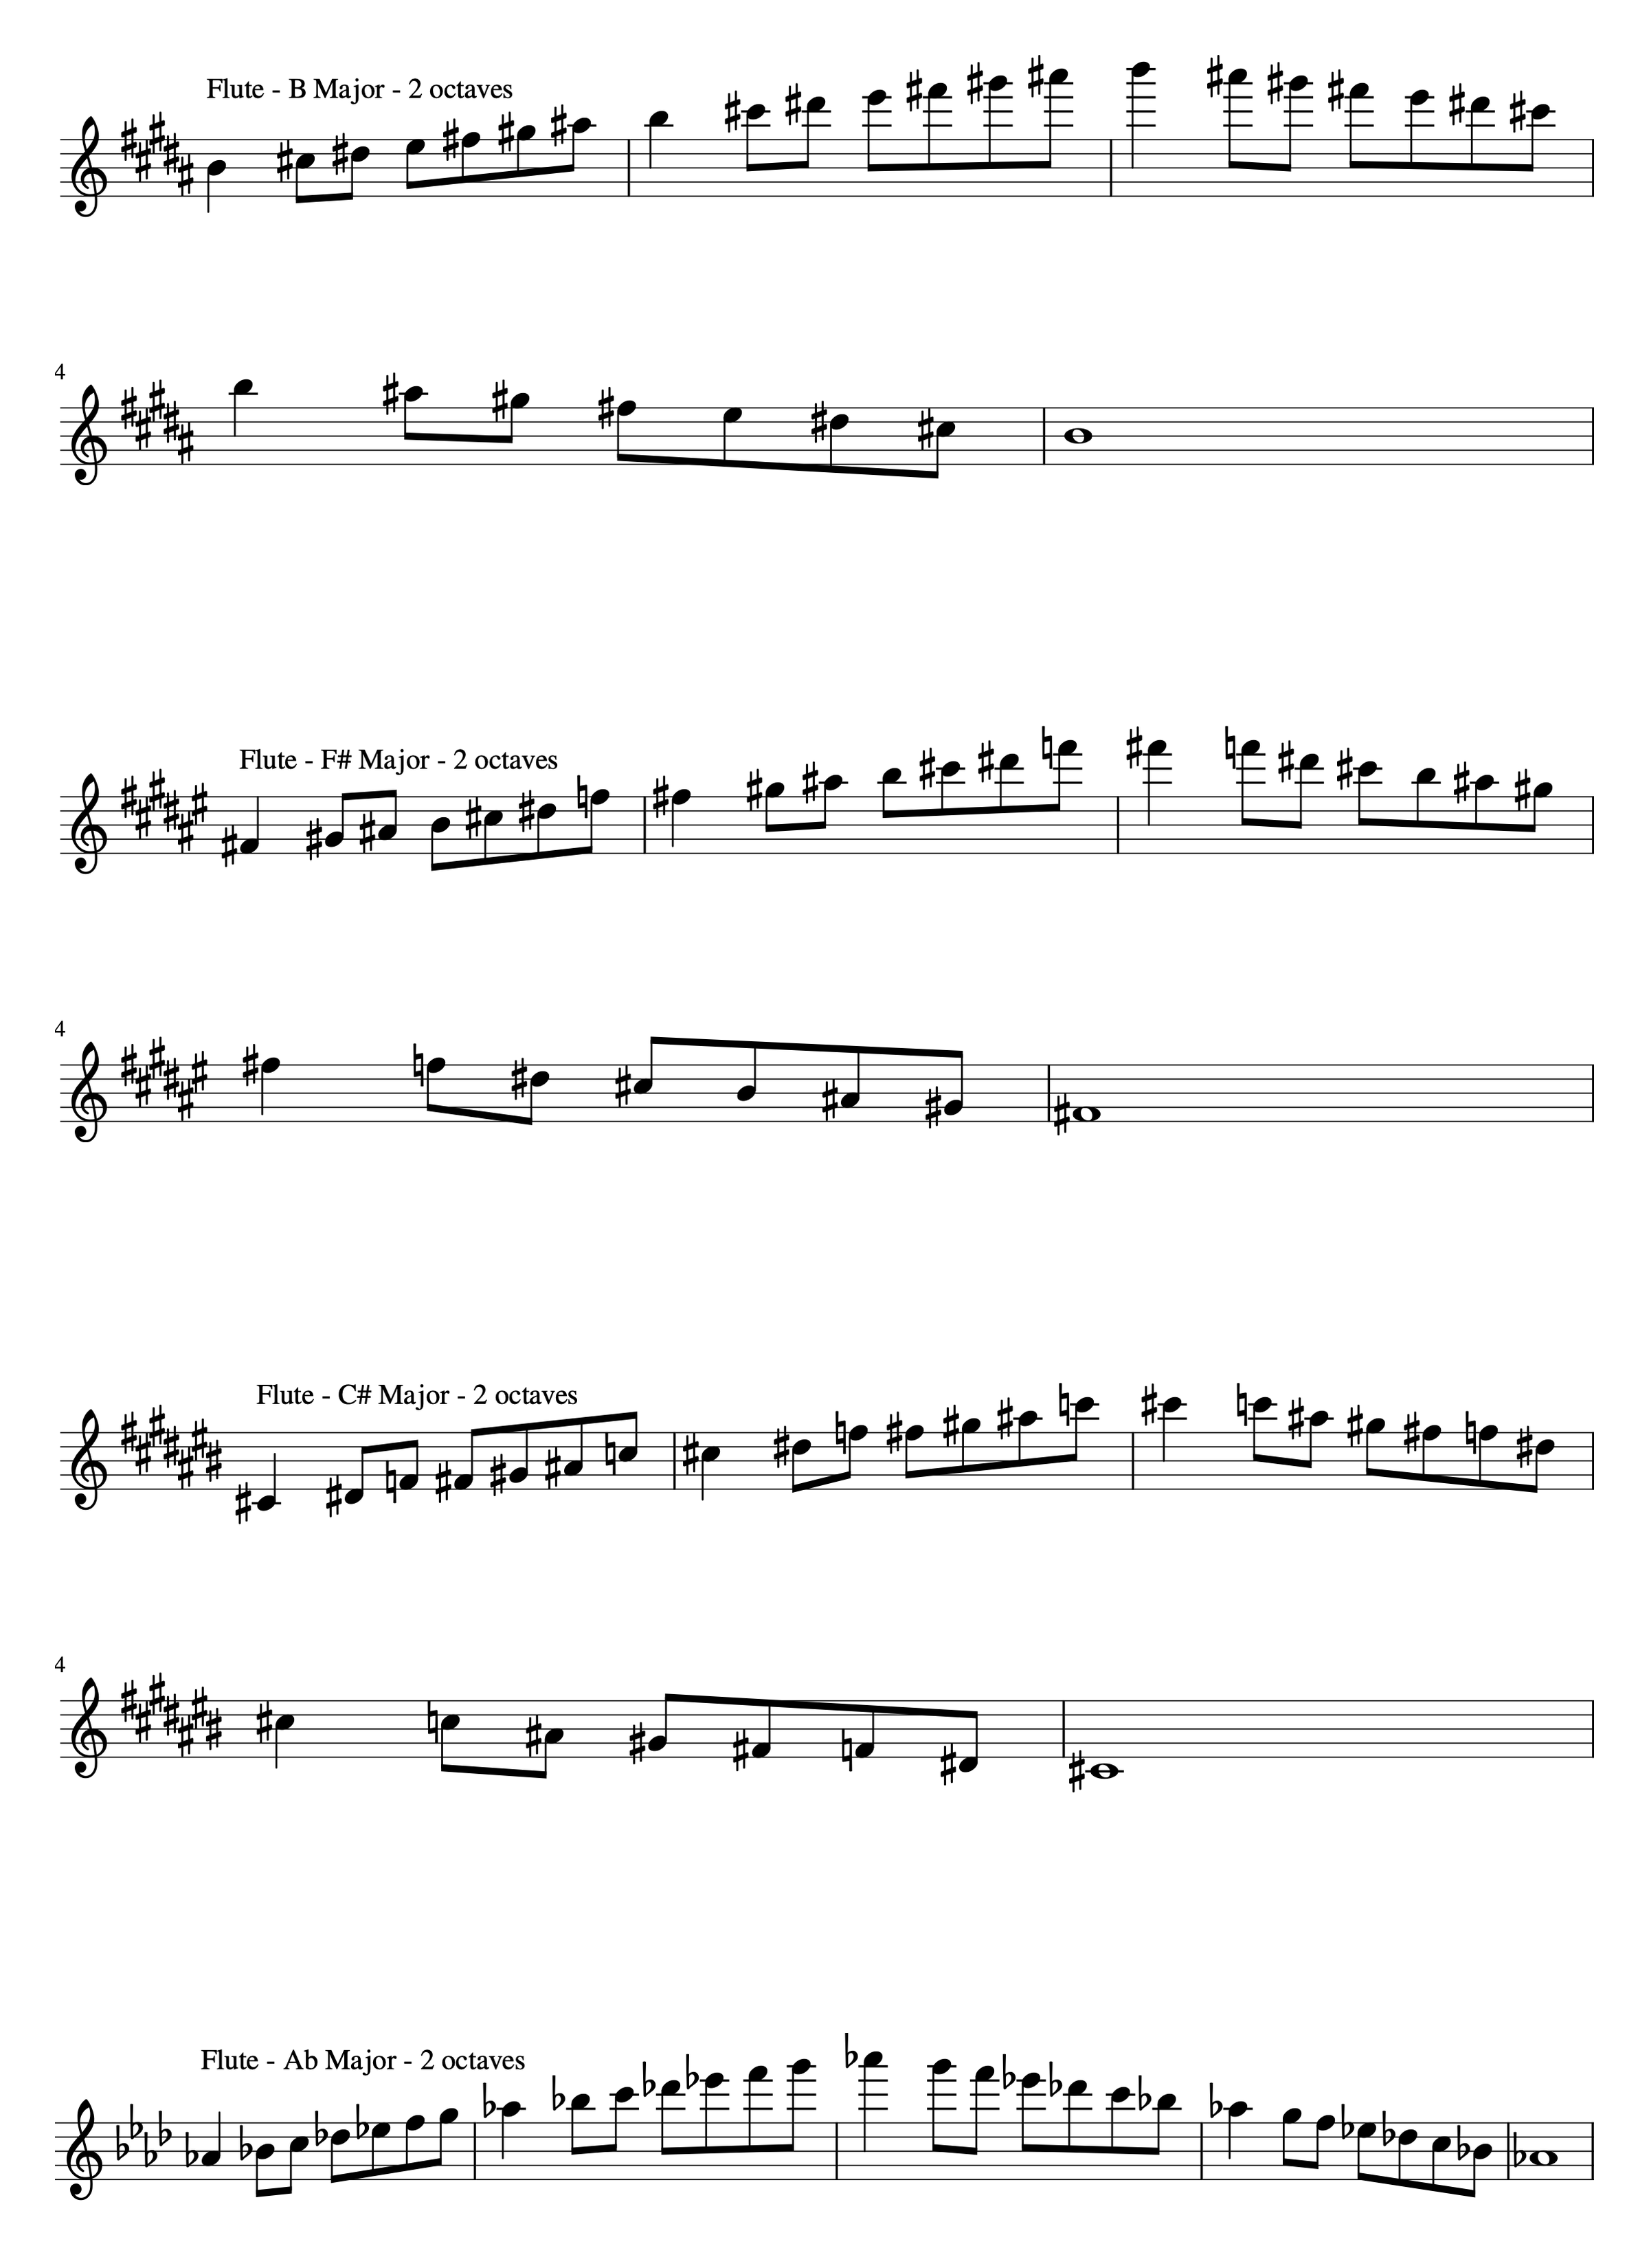 Flute - B Major - 2 octaves
4
Flute - F# Major - 2 octaves
4
Flute - C# Major - 2 octaves
4
Flute - Ab Major - 2 octaves